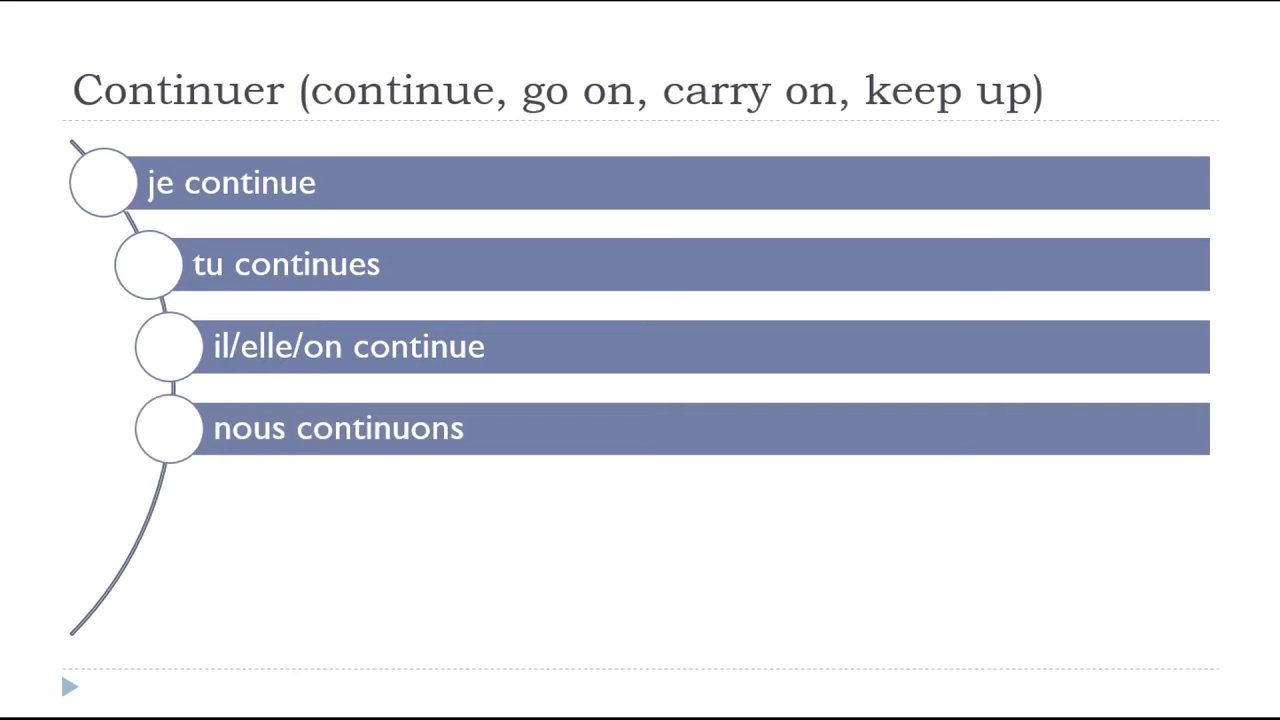 Continuer (continue, go on, carry on, keep up)
je continue
tu continues
il/elle/on continue
nous continuons